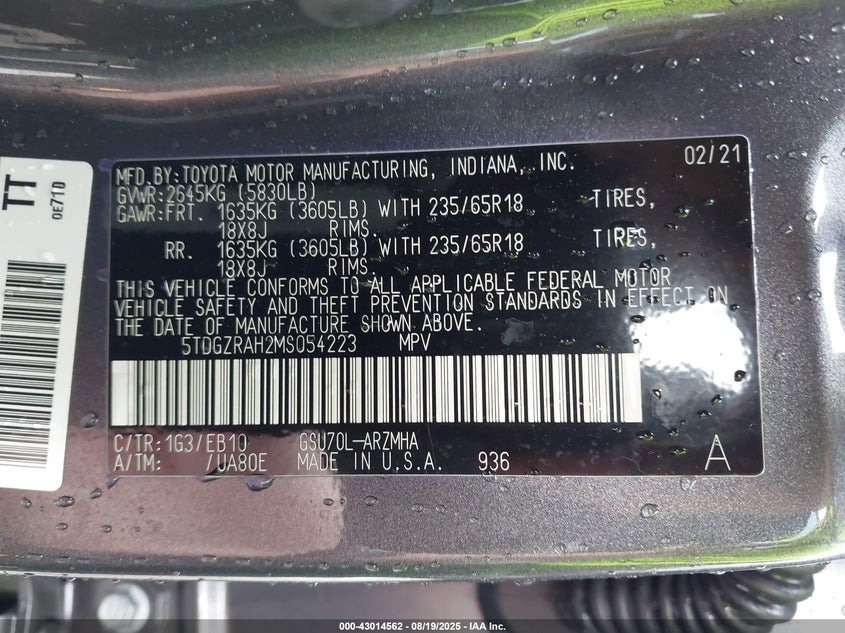 TT
0E710
MFD.BY:TOYOTA MOTOR MANUFACTURING, INDIANA, INC. 02/21
GVWR:2645KG (5830LB)
GAWR:FRT. 1635KG (3605LB) WITH 235/65R18 TIRES,
18X8J RIMS.
RR. 1635KG (3605LB) WITH 235/65R18 TIRES,
18X8J RIMS.
THIS VEHICLE CONFORMS TO ALL APPLICABLE FEDERAL MOTOR
VEHICLE SAFETY AND THEFT PREVENTION STANDARDS IN EFFECT ON
THE DATE OF MANUFACTURE SHOWN ABOVE.
5TDGZRAH2MS054223 MPV
C/TR:1G3/EB10 GSU70L-ARZMHA
A/TM: /UA80E MADE IN U.S.A. 936 A
000-43014562 - 08/19/2025 - IAA Inc.